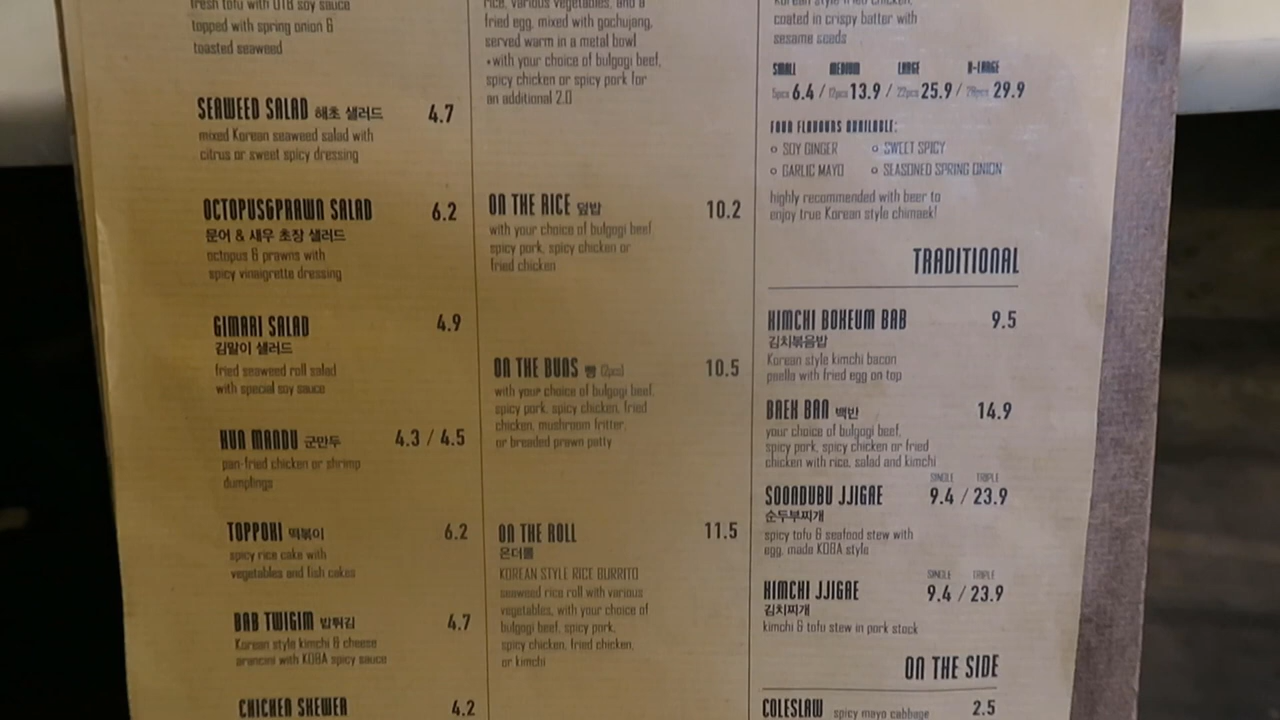 fresh tofu with OTB soy sauce
topped with spring onion &
toasted seaweed
SEAWEED SALAD 해초 샐러드 4.7
mixed Korean seaweed salad with
citrus or sweet spicy dressing
OCTOPUS&PRAWN SALAD 6.2
문어 & 새우 초장 샐러드
octopus & prawns with
spicy vinaigrette dressing
GIMARI SALAD 4.9
김말이 샐러드
fried seaweed roll salad
with special soy sauce
KUN MANDU 군만두 4.3 / 4.5
pan-fried chicken or shrimp
dumplings
TOPPOKI 떡볶이 6.2
spicy rice cake with
vegetables and fish cakes
BAB TWIGIM 밥튀김 4.7
Korean style kimchi & cheese
arancini with KOBA spicy sauce
CHICKEN SKEWER 4.2
rice, various vegetables, and a
fried egg, mixed with gochujang,
served warm in a metal bowl
•with your choice of bulgogi beef,
spicy chicken or spicy pork for
an additional 2.0
ON THE RICE 덮밥 10.2
with your choice of bulgogi beef,
spicy pork, spicy chicken or
fried chicken
ON THE BUNS 빵 (2pcs) 10.5
with your choice of bulgogi beef,
spicy pork, spicy chicken, fried
chicken, mushroom fritter,
or breaded prawn patty
ON THE ROLL 11.5
온더롤
KOREAN STYLE RICE BURRITO
seaweed rice roll with various
vegetables, with your choice of
bulgogi beef, spicy pork,
spicy chicken, fried chicken,
or kimchi
Korean style fried chicken,
coated in crispy batter with
sesame seeds
SMALL MEDIUM LARGE X-LARGE
5pcs 6.4 / 12pcs 13.9 / 22pcs 25.9 / 29.9
FOUR FLAVOURS AVAILABLE:
o SOY GINGER o SWEET SPICY
o GARLIC MAYO o SEASONED SPRING ONION
highly recommended with beer to
enjoy true Korean style chimaek!
TRADITIONAL
KIMCHI BOKEUM BAB 9.5
김치볶음밥
Korean style kimchi bacon
paella with fried egg on top
BAEK BAN 백반 14.9
your choice of bulgogi beef,
spicy pork, spicy chicken or fried
chicken with rice, salad and kimchi
SINGLE TRIPLE
SOONDUBU JJIGAE 9.4 / 23.9
순두부찌개
spicy tofu & seafood stew with
egg, made KOBA style
SINGLE TRIPLE
KIMCHI JJIGAE 9.4 / 23.9
김치찌개
kimchi & tofu stew in pork stock
ON THE SIDE
COLESLAW spicy mayo cabbage 2.5